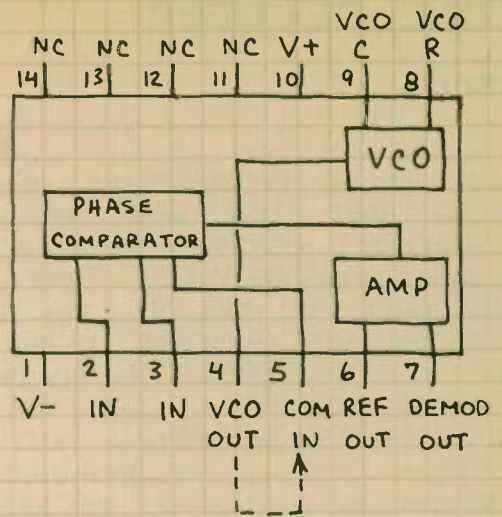 VCO VCO
NC NC NC NC V+ C R
14 13 12 11 10 9 8
VCO
PHASE
COMPARATOR
AMP
1 2 3 4 5 6 7
V- IN IN VCO COM REF DEMOD
OUT IN OUT OUT